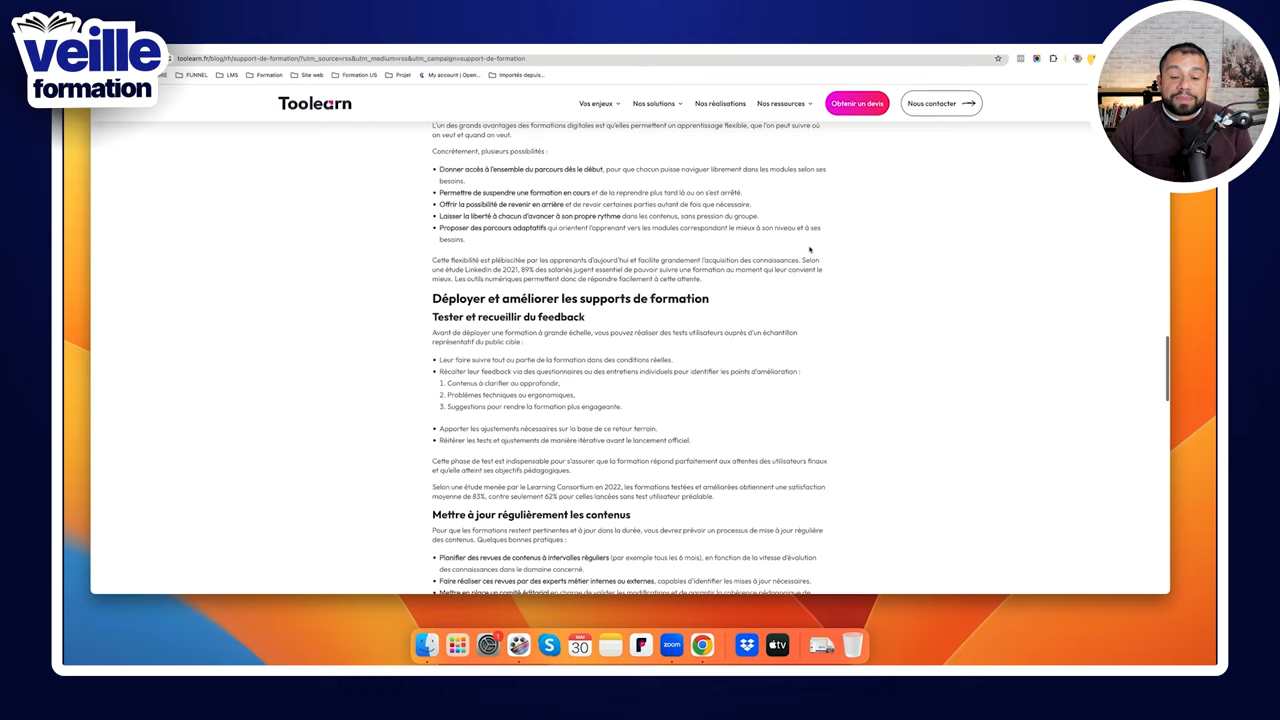 veille
formation
toolearn.fr/blog/rh/support-de-formation/?utm_source=rss&utm_medium=rss&utm_campaign=support-de-formation
FUNNEL
LMS
Formation
Site web
Formation US
Projet
My account | Open...
Importés depuis...
Toolearn
Vos enjeux
Nos solutions
Nos réalisations
Nos ressources
Obtenir un devis
Nous contacter
L'un des grands avantages des formations digitales est qu'elles permettent un apprentissage flexible, que l'on peut suivre où
on veut et quand on veut.
Concrètement, plusieurs possibilités :
• Donner accès à l'ensemble du parcours dès le début, pour que chacun puisse naviguer librement dans les modules selon ses
besoins.
• Permettre de suspendre une formation en cours et de la reprendre plus tard là ou on s'est arrêté.
• Offrir la possibilité de revenir en arrière et de revoir certaines parties autant de fois que nécessaire.
• Laisser la liberté à chacun d'avancer à son propre rythme dans les contenus, sans pression du groupe.
• Proposer des parcours adaptatifs qui orientent l'apprenant vers les modules correspondant le mieux à son niveau et à ses
besoins.
Cette flexibilité est plébiscitée par les apprenants d'aujourd'hui et facilite grandement l'acquisition des connaissances. Selon
une étude LinkedIn de 2021, 89% des salariés jugent essentiel de pouvoir suivre une formation au moment qui leur convient le
mieux. Les outils numériques permettent donc de répondre facilement à cette attente.
Déployer et améliorer les supports de formation
Tester et recueillir du feedback
Avant de déployer une formation à grande échelle, vous pouvez réaliser des tests utilisateurs auprès d'un échantillon
représentatif du public cible :
• Leur faire suivre tout ou partie de la formation dans des conditions réelles.
• Récolter leur feedback via des questionnaires ou des entretiens individuels pour identifier les points d'amélioration :
1. Contenus à clarifier ou approfondir,
2. Problèmes techniques ou ergonomiques,
3. Suggestions pour rendre la formation plus engageante.
• Apporter les ajustements nécessaires sur la base de ce retour terrain.
• Réitérer les tests et ajustements de manière itérative avant le lancement officiel.
Cette phase de test est indispensable pour s'assurer que la formation répond parfaitement aux attentes des utilisateurs finaux
et qu'elle atteint ses objectifs pédagogiques.
Selon une étude menée par le Learning Consortium en 2022, les formations testées et améliorées obtiennent une satisfaction
moyenne de 83%, contre seulement 62% pour celles lancées sans test utilisateur préalable.
Mettre à jour régulièrement les contenus
Pour que les formations restent pertinentes et à jour dans la durée, vous devrez prévoir un processus de mise à jour régulière
des contenus. Quelques bonnes pratiques :
• Planifier des revues de contenus à intervalles réguliers (par exemple tous les 6 mois), en fonction de la vitesse d'évolution
des connaissances dans le domaine concerné.
• Faire réaliser ces revues par des experts métier internes ou externes, capables d'identifier les mises à jour nécessaires.
• Mettre en place un comité éditorial en charge de valider les modifications et de garantir la cohérence pédagogique de
MAI
30
zoom
tv